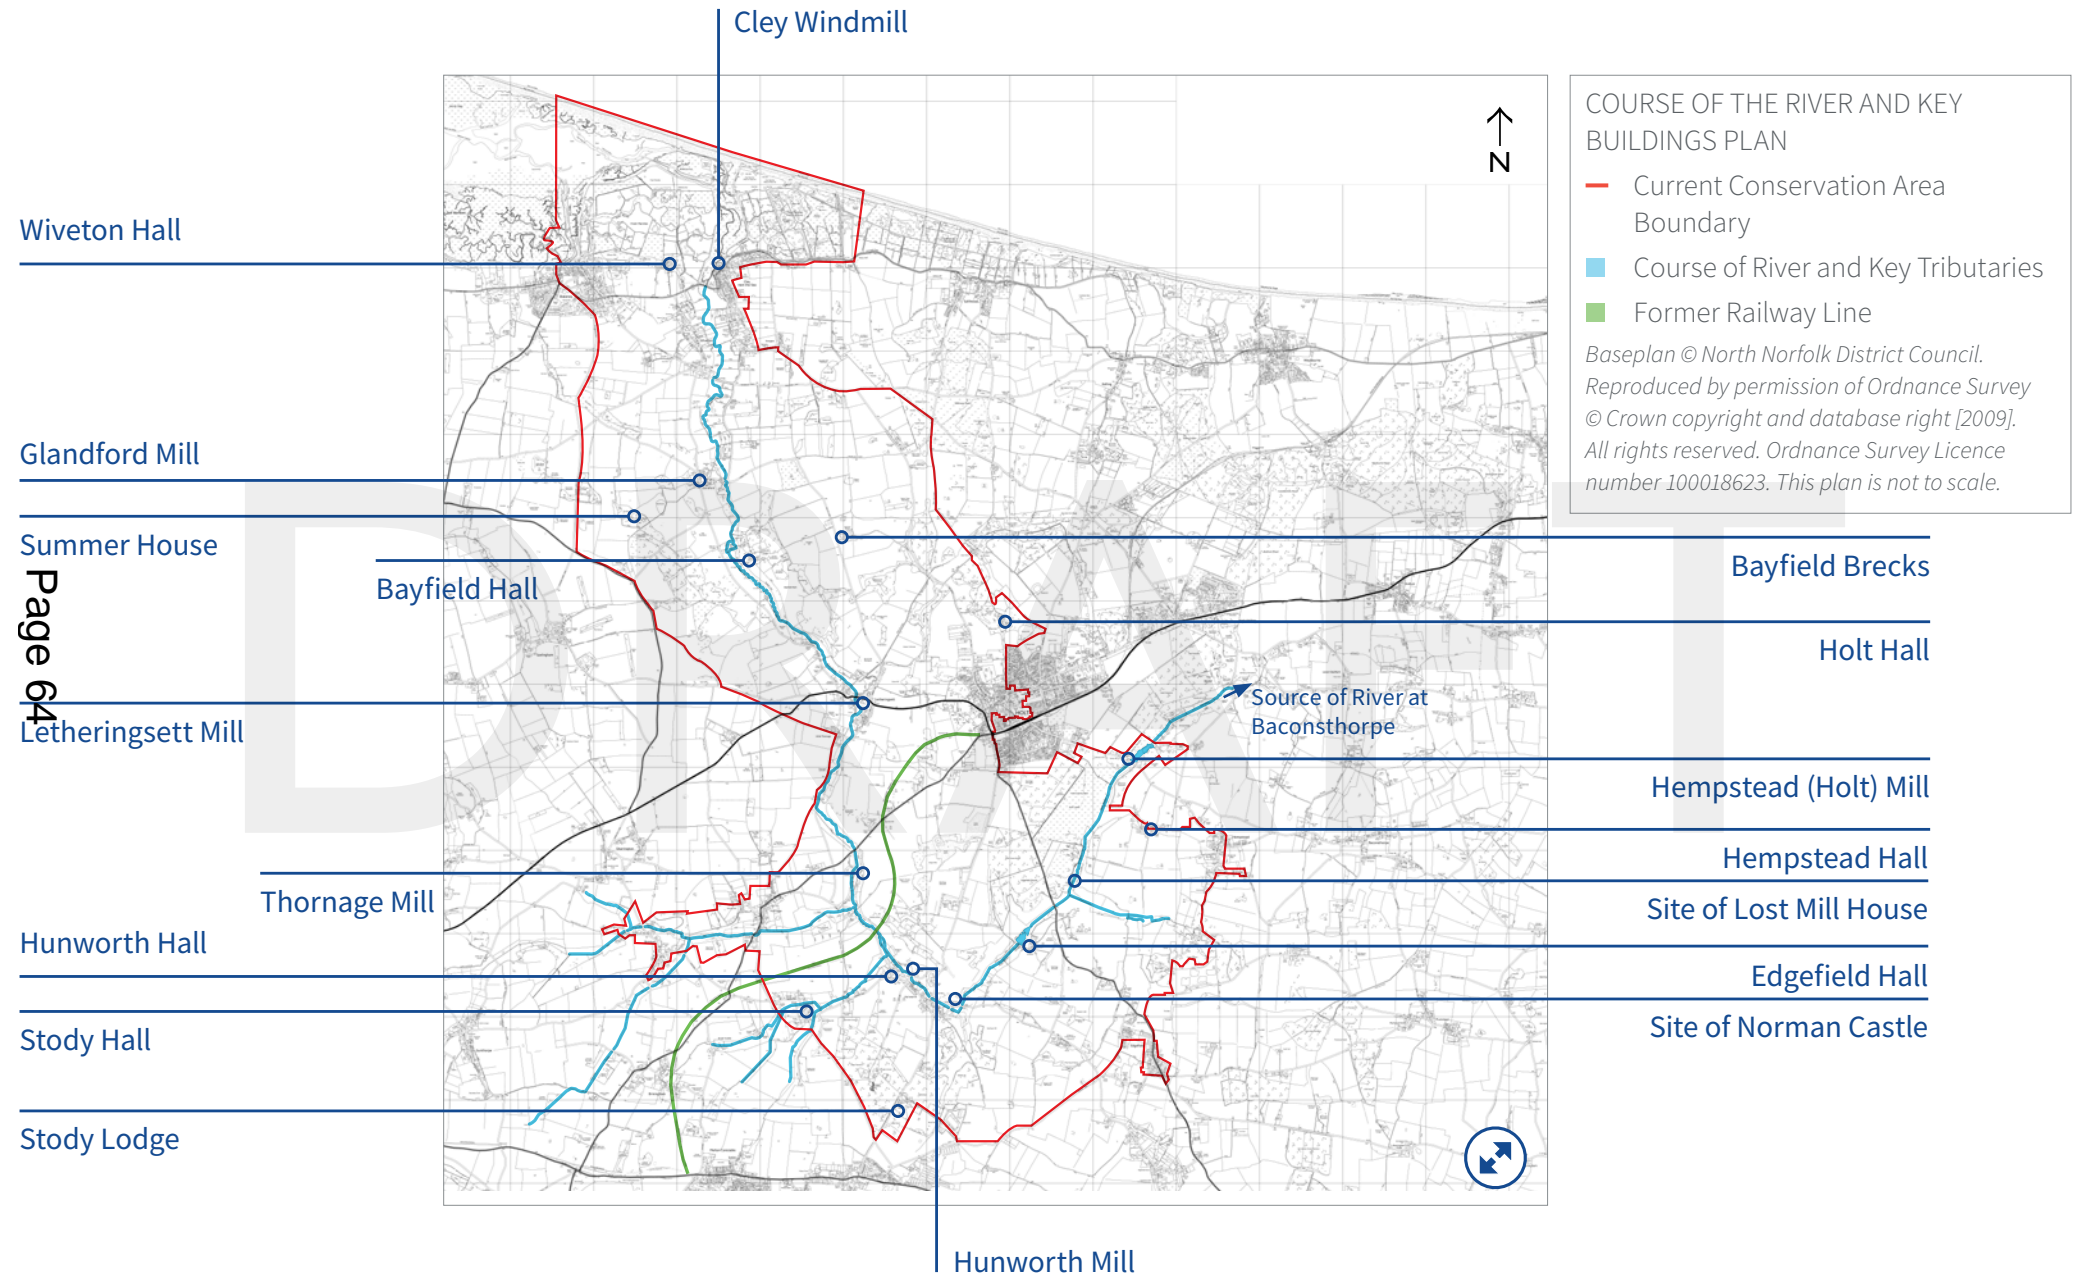 Cley Windmill
N
COURSE OF THE RIVER AND KEY
BUILDINGS PLAN
Current Conservation Area
Boundary
Course of River and Key Tributaries
Former Railway Line
Baseplan © North Norfolk District Council.
Reproduced by permission of Ordnance Survey
© Crown copyright and database right [2009].
All rights reserved. Ordnance Survey Licence
number 100018623. This plan is not to scale.
Wiveton Hall
Glandford Mill
Summer House
Bayfield Hall
Letheringsett Mill
Thornage Mill
Hunworth Hall
Stody Hall
Stody Lodge
Hunworth Mill
Bayfield Brecks
Holt Hall
Source of River at
Baconsthorpe
Hempstead (Holt) Mill
Hempstead Hall
Site of Lost Mill House
Edgefield Hall
Site of Norman Castle
Page 64
DRAFT